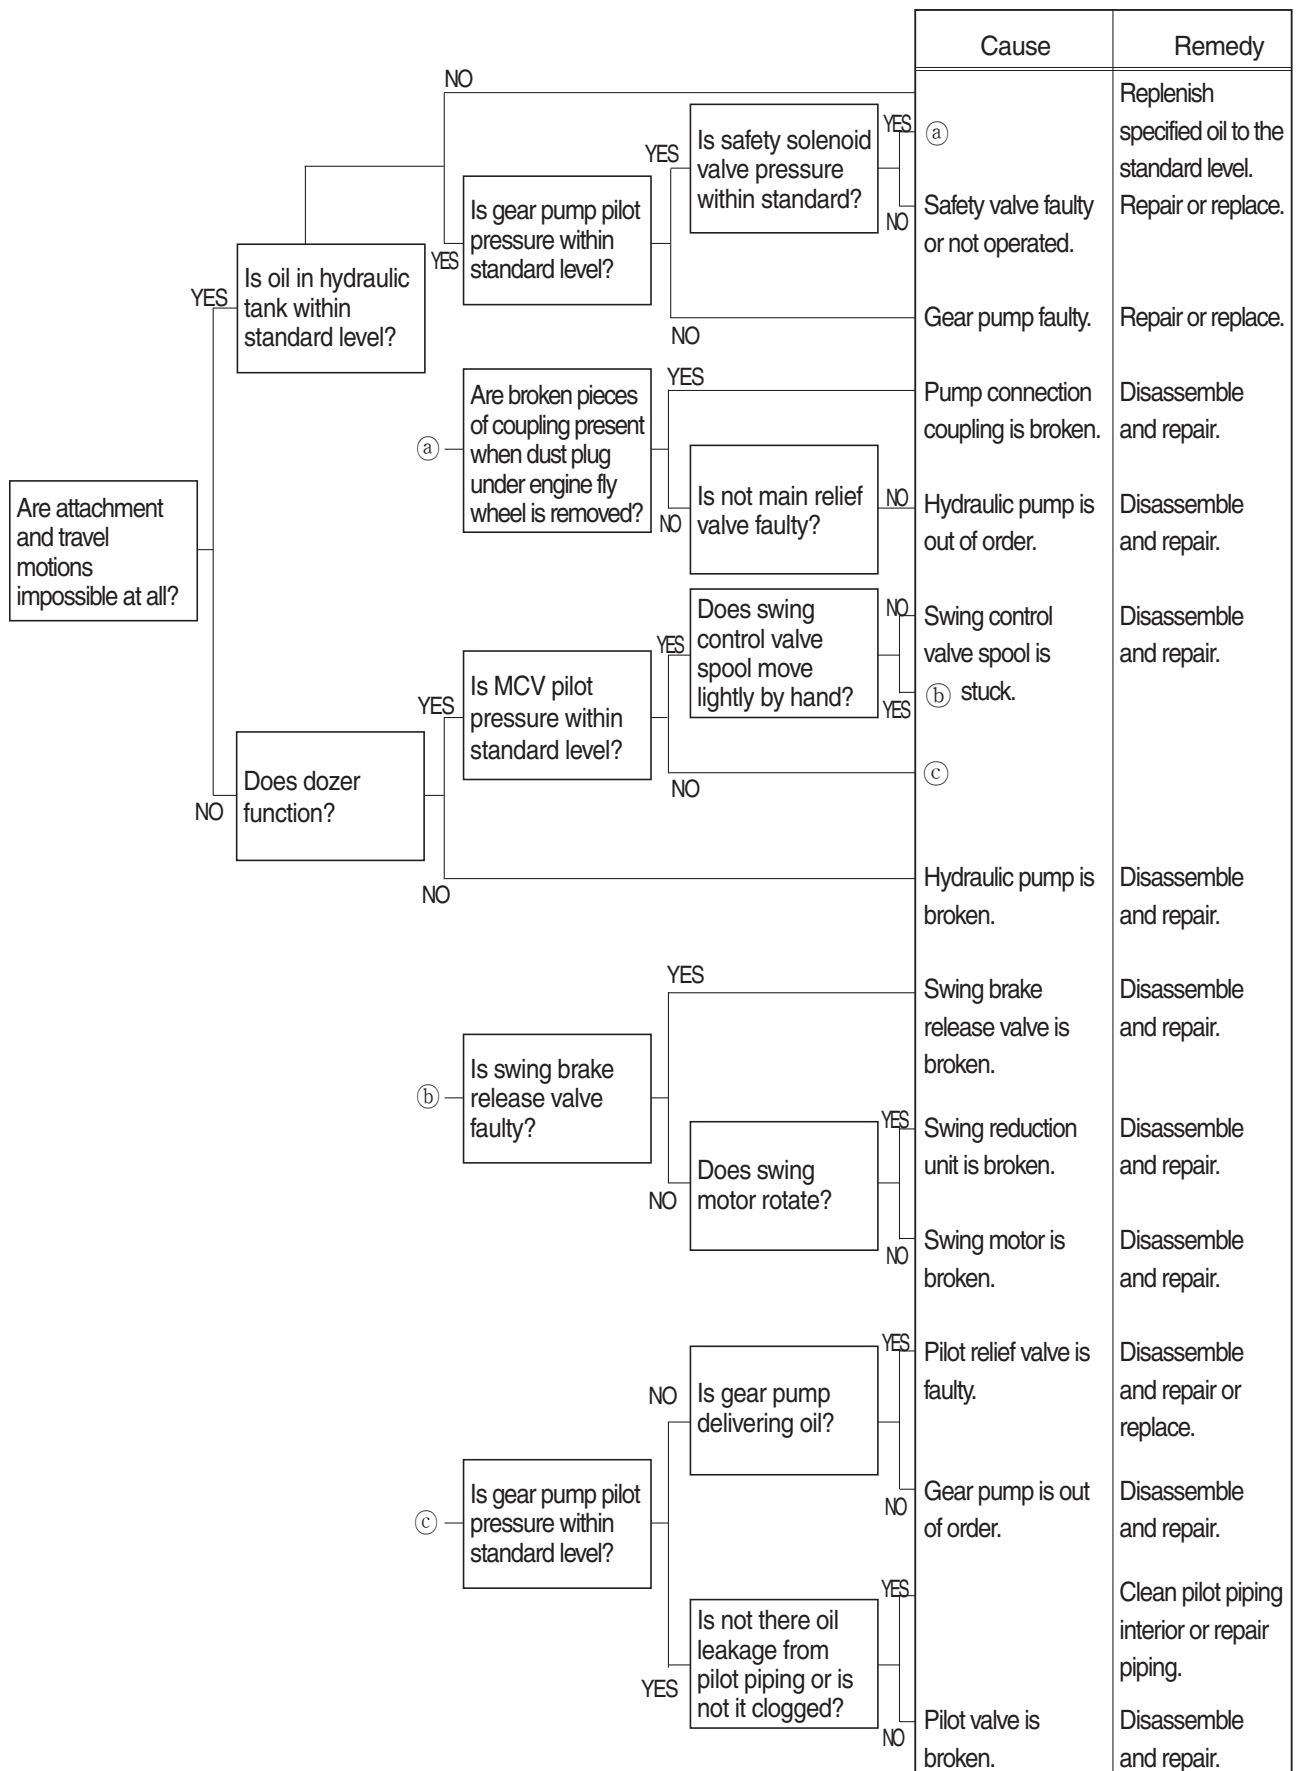 Cause
Remedy
NO
Replenish
specified oil to the
standard level.
YES
Is safety solenoid
valve pressure
within standard?
YES
ⓐ
NO
Safety valve faulty
or not operated.
Repair or replace.
Is gear pump pilot
pressure within
standard level?
YES
Is oil in hydraulic
tank within
standard level?
YES
NO
Gear pump faulty.
Repair or replace.
ⓐ
Are broken pieces
of coupling present
when dust plug
under engine fly
wheel is removed?
YES
Pump connection
coupling is broken.
Disassemble
and repair.
NO
Is not main relief
valve faulty?
NO
Hydraulic pump is
out of order.
Disassemble
and repair.
Are attachment
and travel
motions
impossible at all?
Does swing
control valve
spool move
lightly by hand?
NO
Swing control
valve spool is
ⓑ stuck.
YES
Disassemble
and repair.
YES
Is MCV pilot
pressure within
standard level?
YES
NO
ⓒ
Does dozer
function?
NO
NO
Hydraulic pump is
broken.
Disassemble
and repair.
ⓑ
Is swing brake
release valve
faulty?
YES
Swing brake
release valve is
broken.
Disassemble
and repair.
NO
Does swing
motor rotate?
YES
Swing reduction
unit is broken.
Disassemble
and repair.
NO
Swing motor is
broken.
Disassemble
and repair.
ⓒ
Is gear pump pilot
pressure within
standard level?
NO
Is gear pump
delivering oil?
YES
Pilot relief valve is
faulty.
Disassemble
and repair or
replace.
NO
Gear pump is out
of order.
Disassemble
and repair.
YES
Is not there oil
leakage from
pilot piping or is
not it clogged?
YES
Clean pilot piping
interior or repair
piping.
NO
Pilot valve is
broken.
Disassemble
and repair.